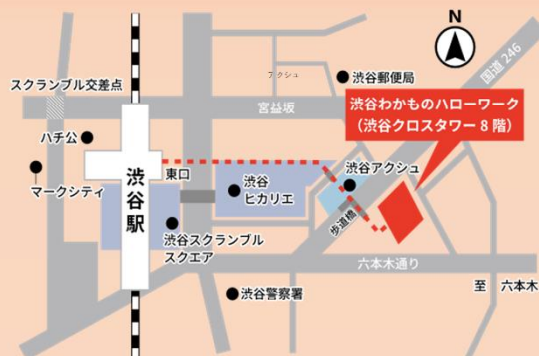 N
国道 246
アクシュ
渋谷郵便局
スクランブル交差点
宮益坂
渋谷わかものハローワーク
（渋谷クロスタワー 8 階）
ハチ公
東口
渋谷アクシュ
マークシティ
渋谷駅
渋谷
ヒカリエ
歩道橋
渋谷スクランブル
スクエア
六本木通り
至 六本木
渋谷警察署